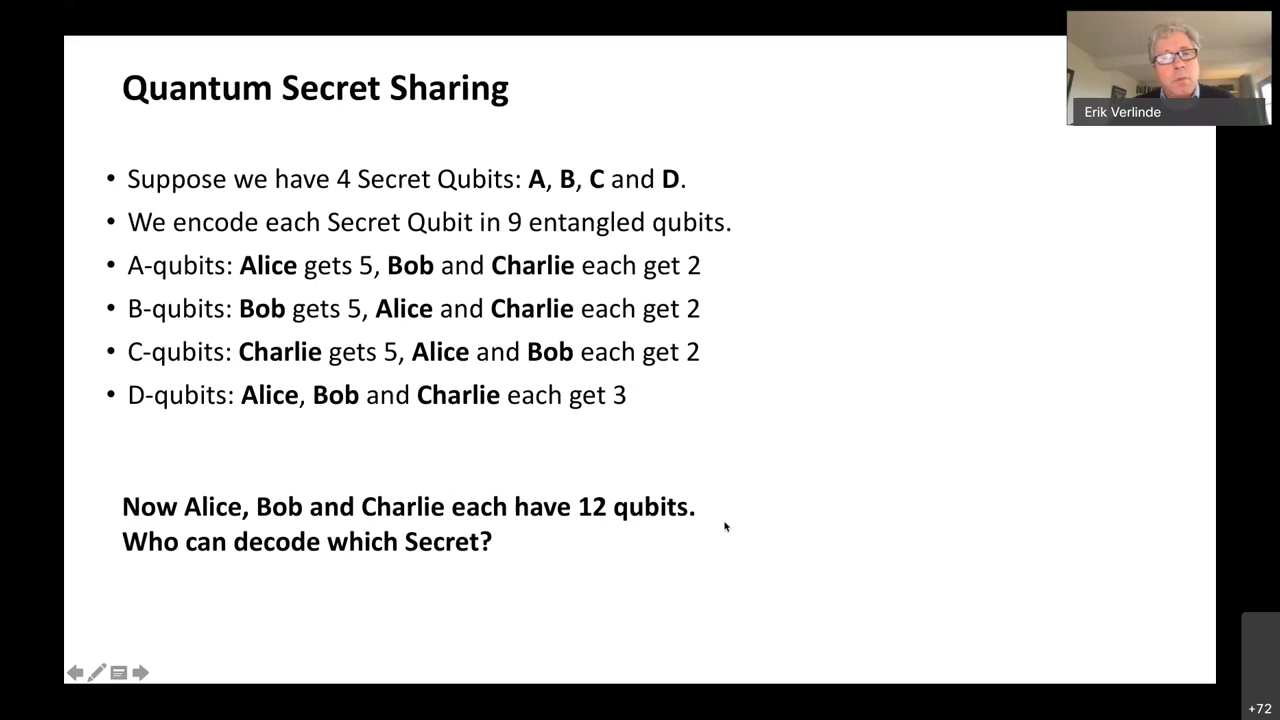 Quantum Secret Sharing
Erik Verlinde
• Suppose we have 4 Secret Qubits: A, B, C and D.
• We encode each Secret Qubit in 9 entangled qubits.
• A-qubits: Alice gets 5, Bob and Charlie each get 2
• B-qubits: Bob gets 5, Alice and Charlie each get 2
• C-qubits: Charlie gets 5, Alice and Bob each get 2
• D-qubits: Alice, Bob and Charlie each get 3
Now Alice, Bob and Charlie each have 12 qubits.
Who can decode which Secret?
+72